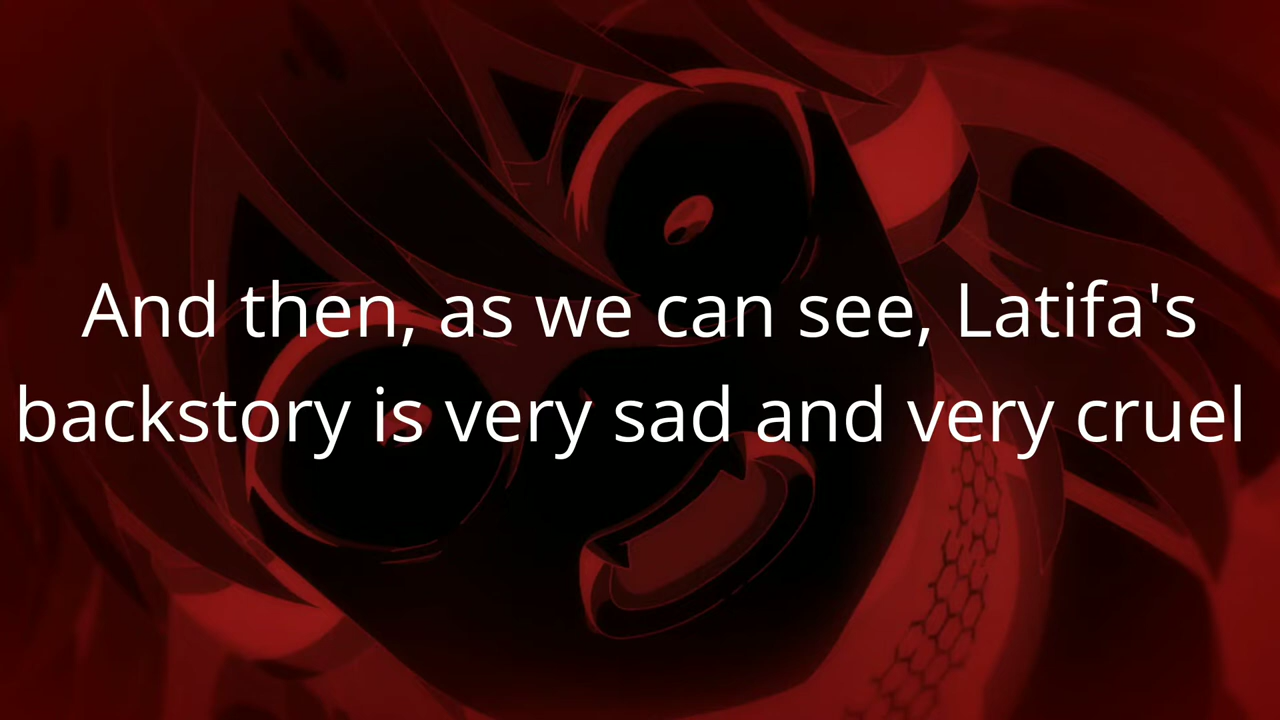 And then, as we can see, Latifa's
backstory is very sad and very cruel